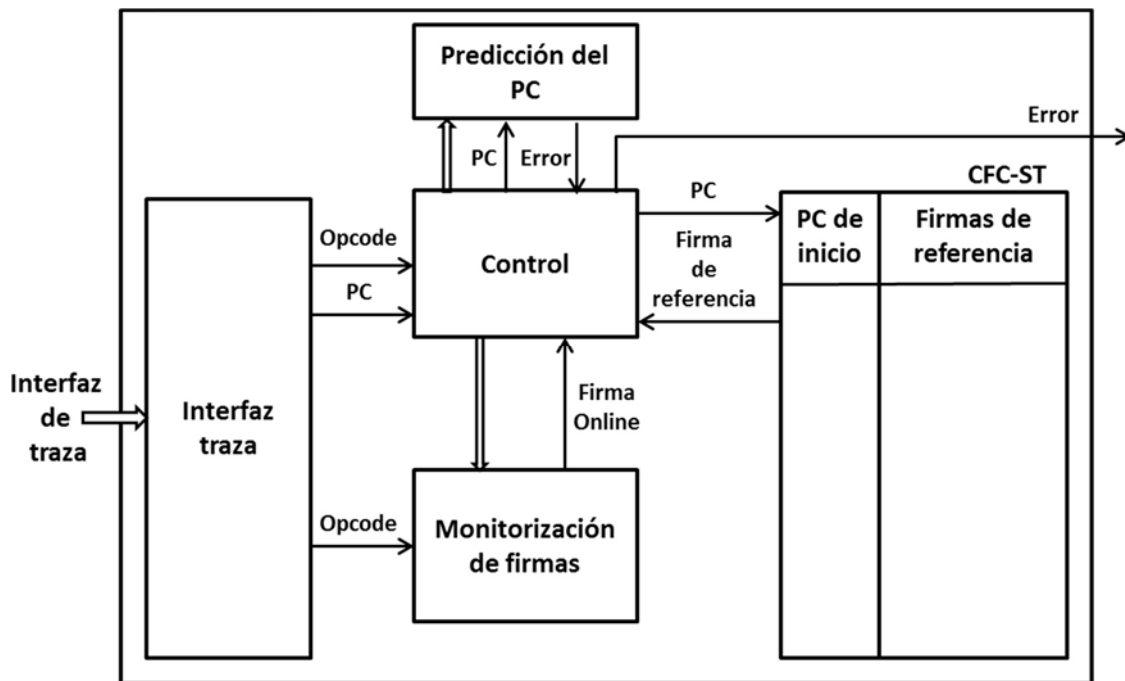 Predicción del
PC
Error
PC
Error
CFC-ST
Opcode
Control
PC
PC de
inicio
Firmas de
referencia
Firma
de
referencia
PC
Interfaz
de
traza
Interfaz
traza
Firma
Online
Opcode
Monitorización
de firmas